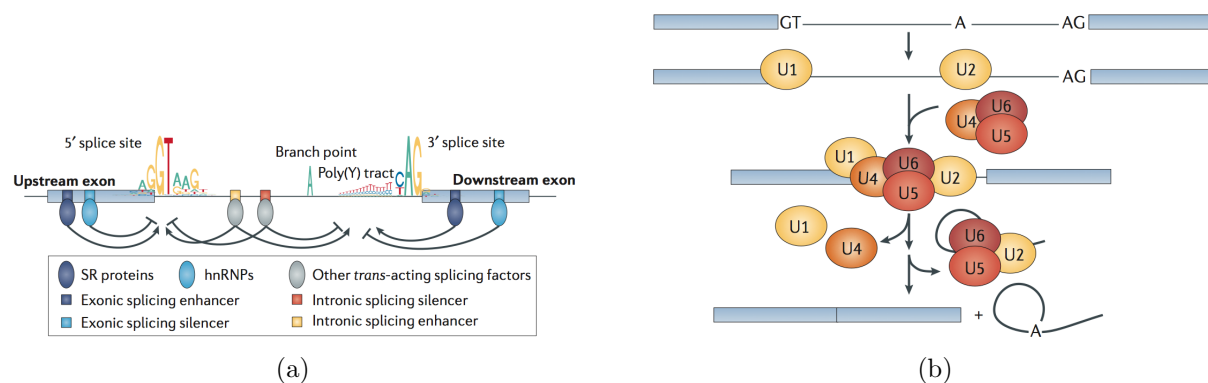 5′ splice site
3′ splice site
Branch point
Poly(Y) tract
AGGTAAG
A
CAG
Upstream exon
Downstream exon
SR proteins
hnRNPs
Other trans-acting splicing factors
Exonic splicing enhancer
Intronic splicing silencer
Exonic splicing silencer
Intronic splicing enhancer
(a)
GT A AG
U1 U2 AG
U6
U4
U5
U1
U6
U4
U2
U5
U1
U4
U6
U2
U5
+
A
(b)